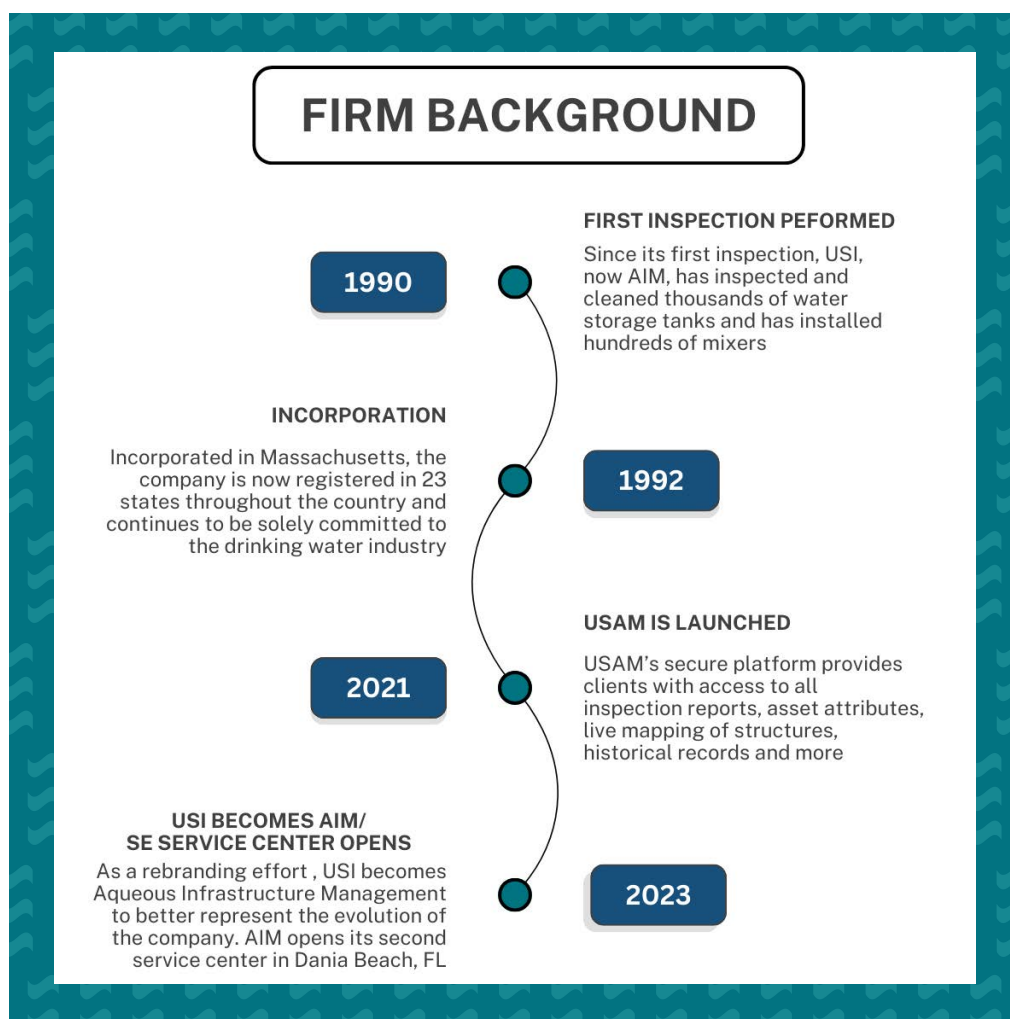 FIRM BACKGROUND
1990
FIRST INSPECTION PEFORMED
Since its first inspection, USI,
now AIM, has inspected and
cleaned thousands of water
storage tanks and has installed
hundreds of mixers
INCORPORATION
Incorporated in Massachusetts, the
company is now registered in 23
states throughout the country and
continues to be solely committed to
the drinking water industry
1992
2021
USAM IS LAUNCHED
USAM’s secure platform provides
clients with access to all
inspection reports, asset attributes,
live mapping of structures,
historical records and more
USI BECOMES AIM/
SE SERVICE CENTER OPENS
As a rebranding effort , USI becomes
Aqueous Infrastructure Management
to better represent the evolution of
the company. AIM opens its second
service center in Dania Beach, FL
2023